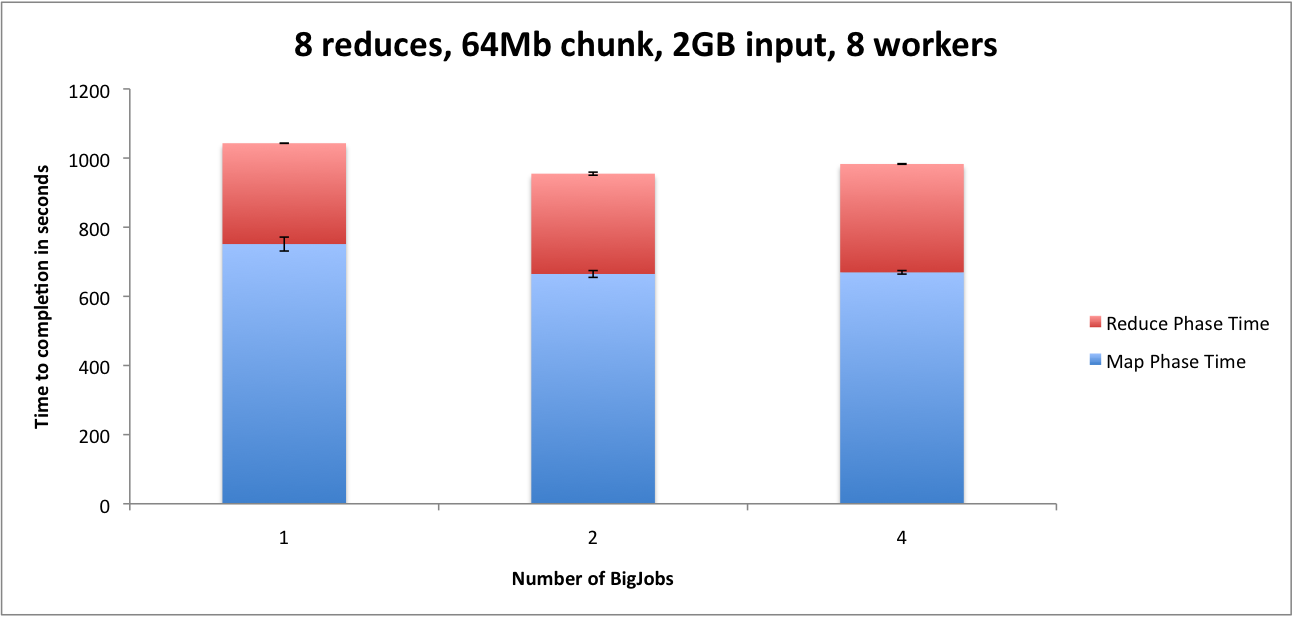 8 reduces, 64Mb chunk, 2GB input, 8 workers
1200
1000
800
600
400
200
0
Time to completion in seconds
1 2 4
Number of BigJobs
Reduce Phase Time
Map Phase Time